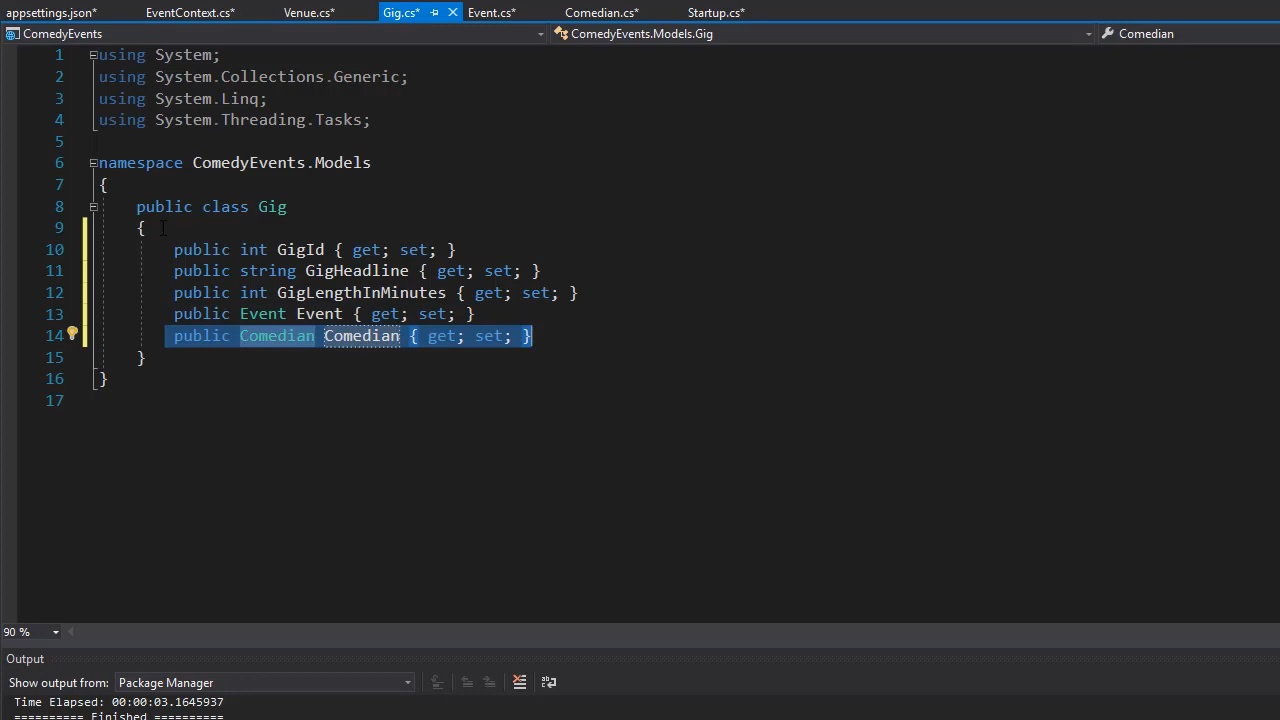 appsettings.json* EventContext.cs* Venue.cs* Gig.cs* Event.cs* Comedian.cs* Startup.cs*
ComedyEvents ComedyEvents.Models.Gig Comedian
1 using System;
2 using System.Collections.Generic;
3 using System.Linq;
4 using System.Threading.Tasks;
5
6 namespace ComedyEvents.Models
7 {
8 public class Gig
9 {
10 public int GigId { get; set; }
11 public string GigHeadline { get; set; }
12 public int GigLengthInMinutes { get; set; }
13 public Event Event { get; set; }
14 public Comedian Comedian { get; set; }
15 }
16 }
17
90 %
Output
Show output from: Package Manager
Time Elapsed: 00:00:03.1645937
========== Finished ==========